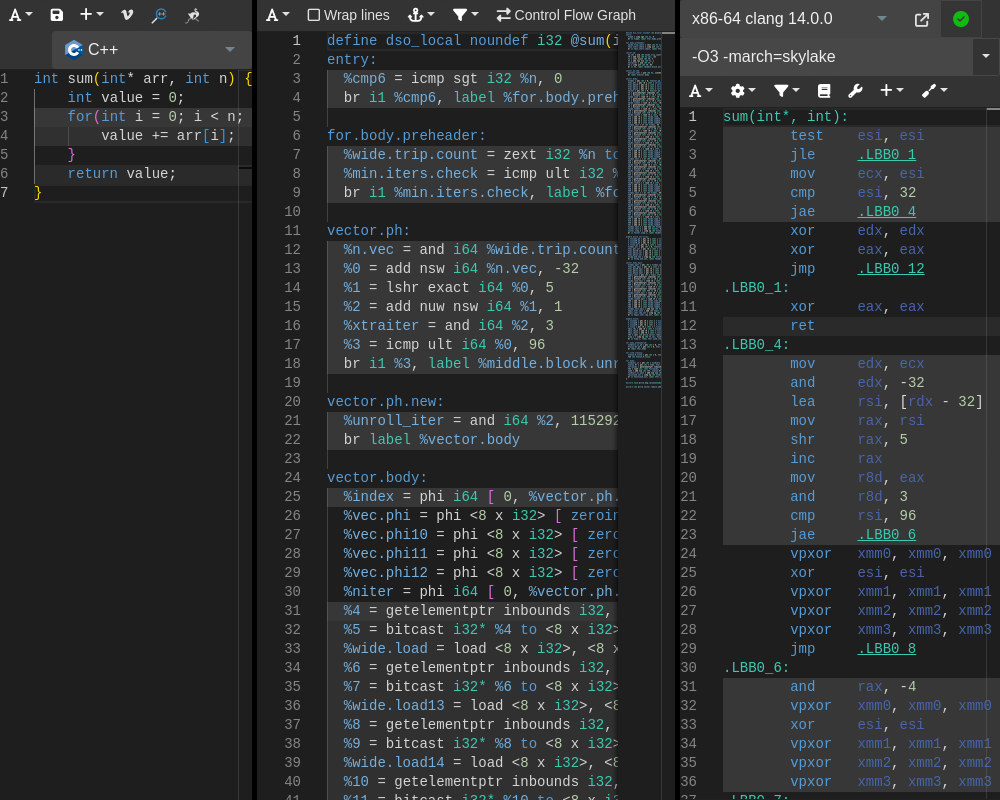 C++
1 int sum(int* arr, int n) {
2 int value = 0;
3 for(int i = 0; i < n;
4 value += arr[i];
5 }
6 return value;
7 }
Wrap lines Control Flow Graph
1 define dso_local noundef i32 @sum(i
2 entry:
3 %cmp6 = icmp sgt i32 %n, 0
4 br i1 %cmp6, label %for.body.preh
5
6 for.body.preheader:
7 %wide.trip.count = zext i32 %n to
8 %min.iters.check = icmp ult i32 %
9 br i1 %min.iters.check, label %fo
10
11 vector.ph:
12 %n.vec = and i64 %wide.trip.count
13 %0 = add nsw i64 %n.vec, -32
14 %1 = lshr exact i64 %0, 5
15 %2 = add nuw nsw i64 %1, 1
16 %xtraiter = and i64 %2, 3
17 %3 = icmp ult i64 %0, 96
18 br i1 %3, label %middle.block.unr
19
20 vector.ph.new:
21 %unroll_iter = and i64 %2, 115292
22 br label %vector.body
23
24 vector.body:
25 %index = phi i64 [ 0, %vector.ph.
26 %vec.phi = phi <8 x i32> [ zeroin
27 %vec.phi10 = phi <8 x i32> [ zero
28 %vec.phi11 = phi <8 x i32> [ zero
29 %vec.phi12 = phi <8 x i32> [ zero
30 %niter = phi i64 [ 0, %vector.ph.
31 %4 = getelementptr inbounds i32,
32 %5 = bitcast i32* %4 to <8 x i32>
33 %wide.load = load <8 x i32>, <8 x
34 %6 = getelementptr inbounds i32,
35 %7 = bitcast i32* %6 to <8 x i32>
36 %wide.load13 = load <8 x i32>, <8
37 %8 = getelementptr inbounds i32,
38 %9 = bitcast i32* %8 to <8 x i32>
39 %wide.load14 = load <8 x i32>, <8
40 %10 = getelementptr inbounds i32,
41 %11 = bitcast i32* %10 to <8 x i3
x86-64 clang 14.0.0
-O3 -march=skylake
1 sum(int*, int):
2 test esi, esi
3 jle .LBB0_1
4 mov ecx, esi
5 cmp esi, 32
6 jae .LBB0_4
7 xor edx, edx
8 xor eax, eax
9 jmp .LBB0_12
10 .LBB0_1:
11 xor eax, eax
12 ret
13 .LBB0_4:
14 mov edx, ecx
15 and edx, -32
16 lea rsi, [rdx - 32]
17 mov rax, rsi
18 shr rax, 5
19 inc rax
20 mov r8d, eax
21 and r8d, 3
22 cmp rsi, 96
23 jae .LBB0_6
24 vpxor xmm0, xmm0, xmm0
25 xor esi, esi
26 vpxor xmm1, xmm1, xmm1
27 vpxor xmm2, xmm2, xmm2
28 vpxor xmm3, xmm3, xmm3
29 jmp .LBB0_8
30 .LBB0_6:
31 and rax, -4
32 vpxor xmm0, xmm0, xmm0
33 xor esi, esi
34 vpxor xmm1, xmm1, xmm1
35 vpxor xmm2, xmm2, xmm2
36 vpxor xmm3, xmm3, xmm3
37 .LBB0_7: